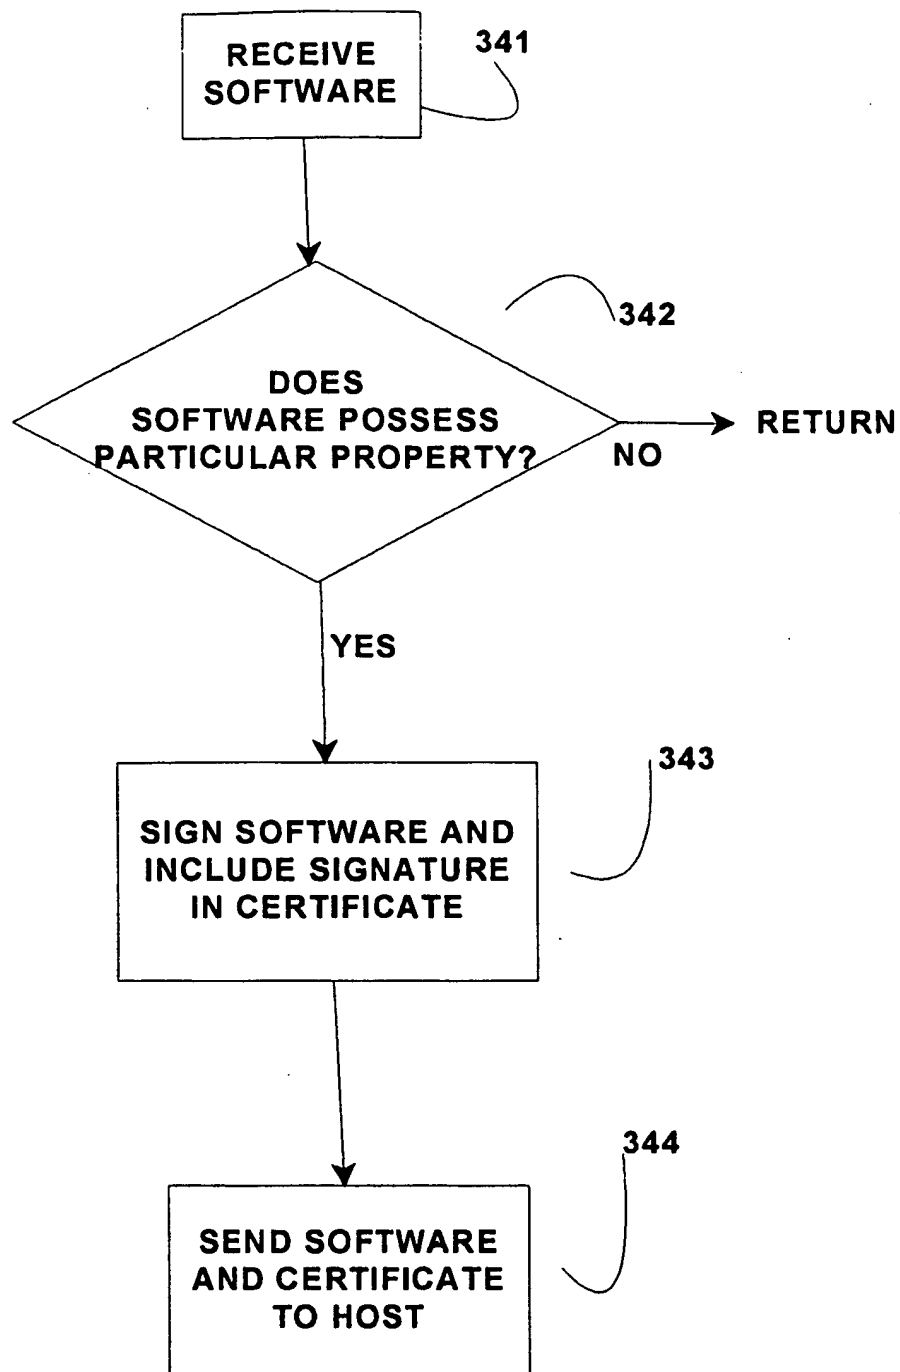 RECEIVE
SOFTWARE
341
342
DOES
SOFTWARE POSSESS
PARTICULAR PROPERTY?
RETURN
NO
YES
343
SIGN SOFTWARE AND
INCLUDE SIGNATURE
IN CERTIFICATE
344
SEND SOFTWARE
AND CERTIFICATE
TO HOST